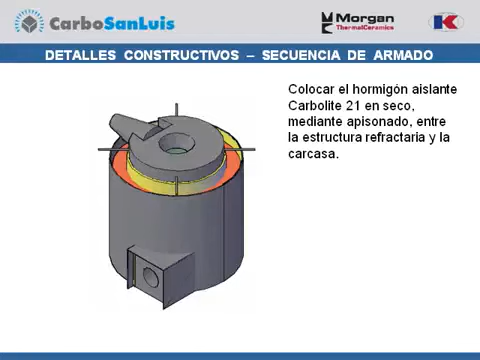 CarboSanLuis
Morgan
ThermalCeramics
K
DETALLES CONSTRUCTIVOS – SECUENCIA DE ARMADO
Colocar el hormigón aislante
Carbolite 21 en seco,
mediante apisonado, entre
la estructura refractaria y la
carcasa.